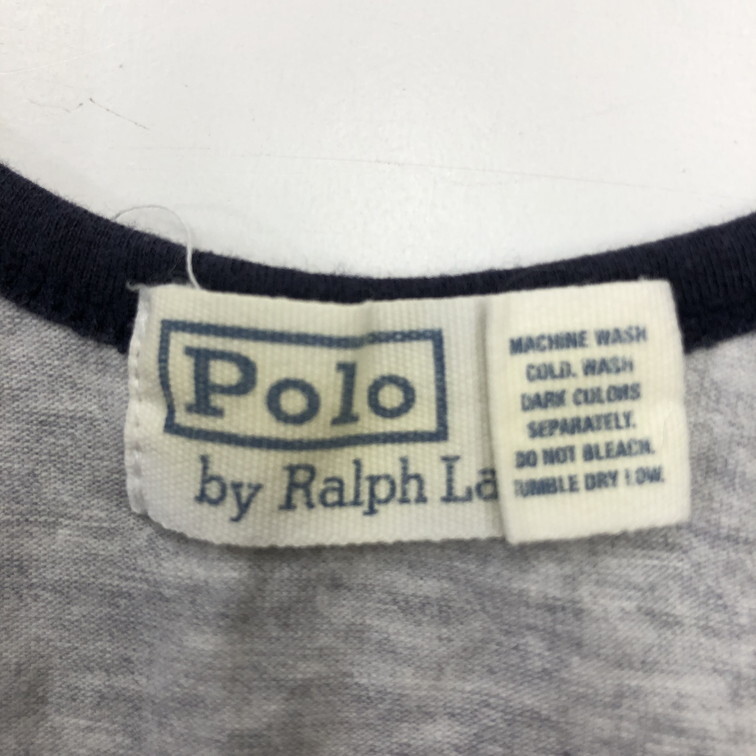 Polo
by Ralph La
MACHINE WASH
COLD. WASH
DARK COLORS
SEPARATELY.
DO NOT BLEACH.
TUMBLE DRY LOW.